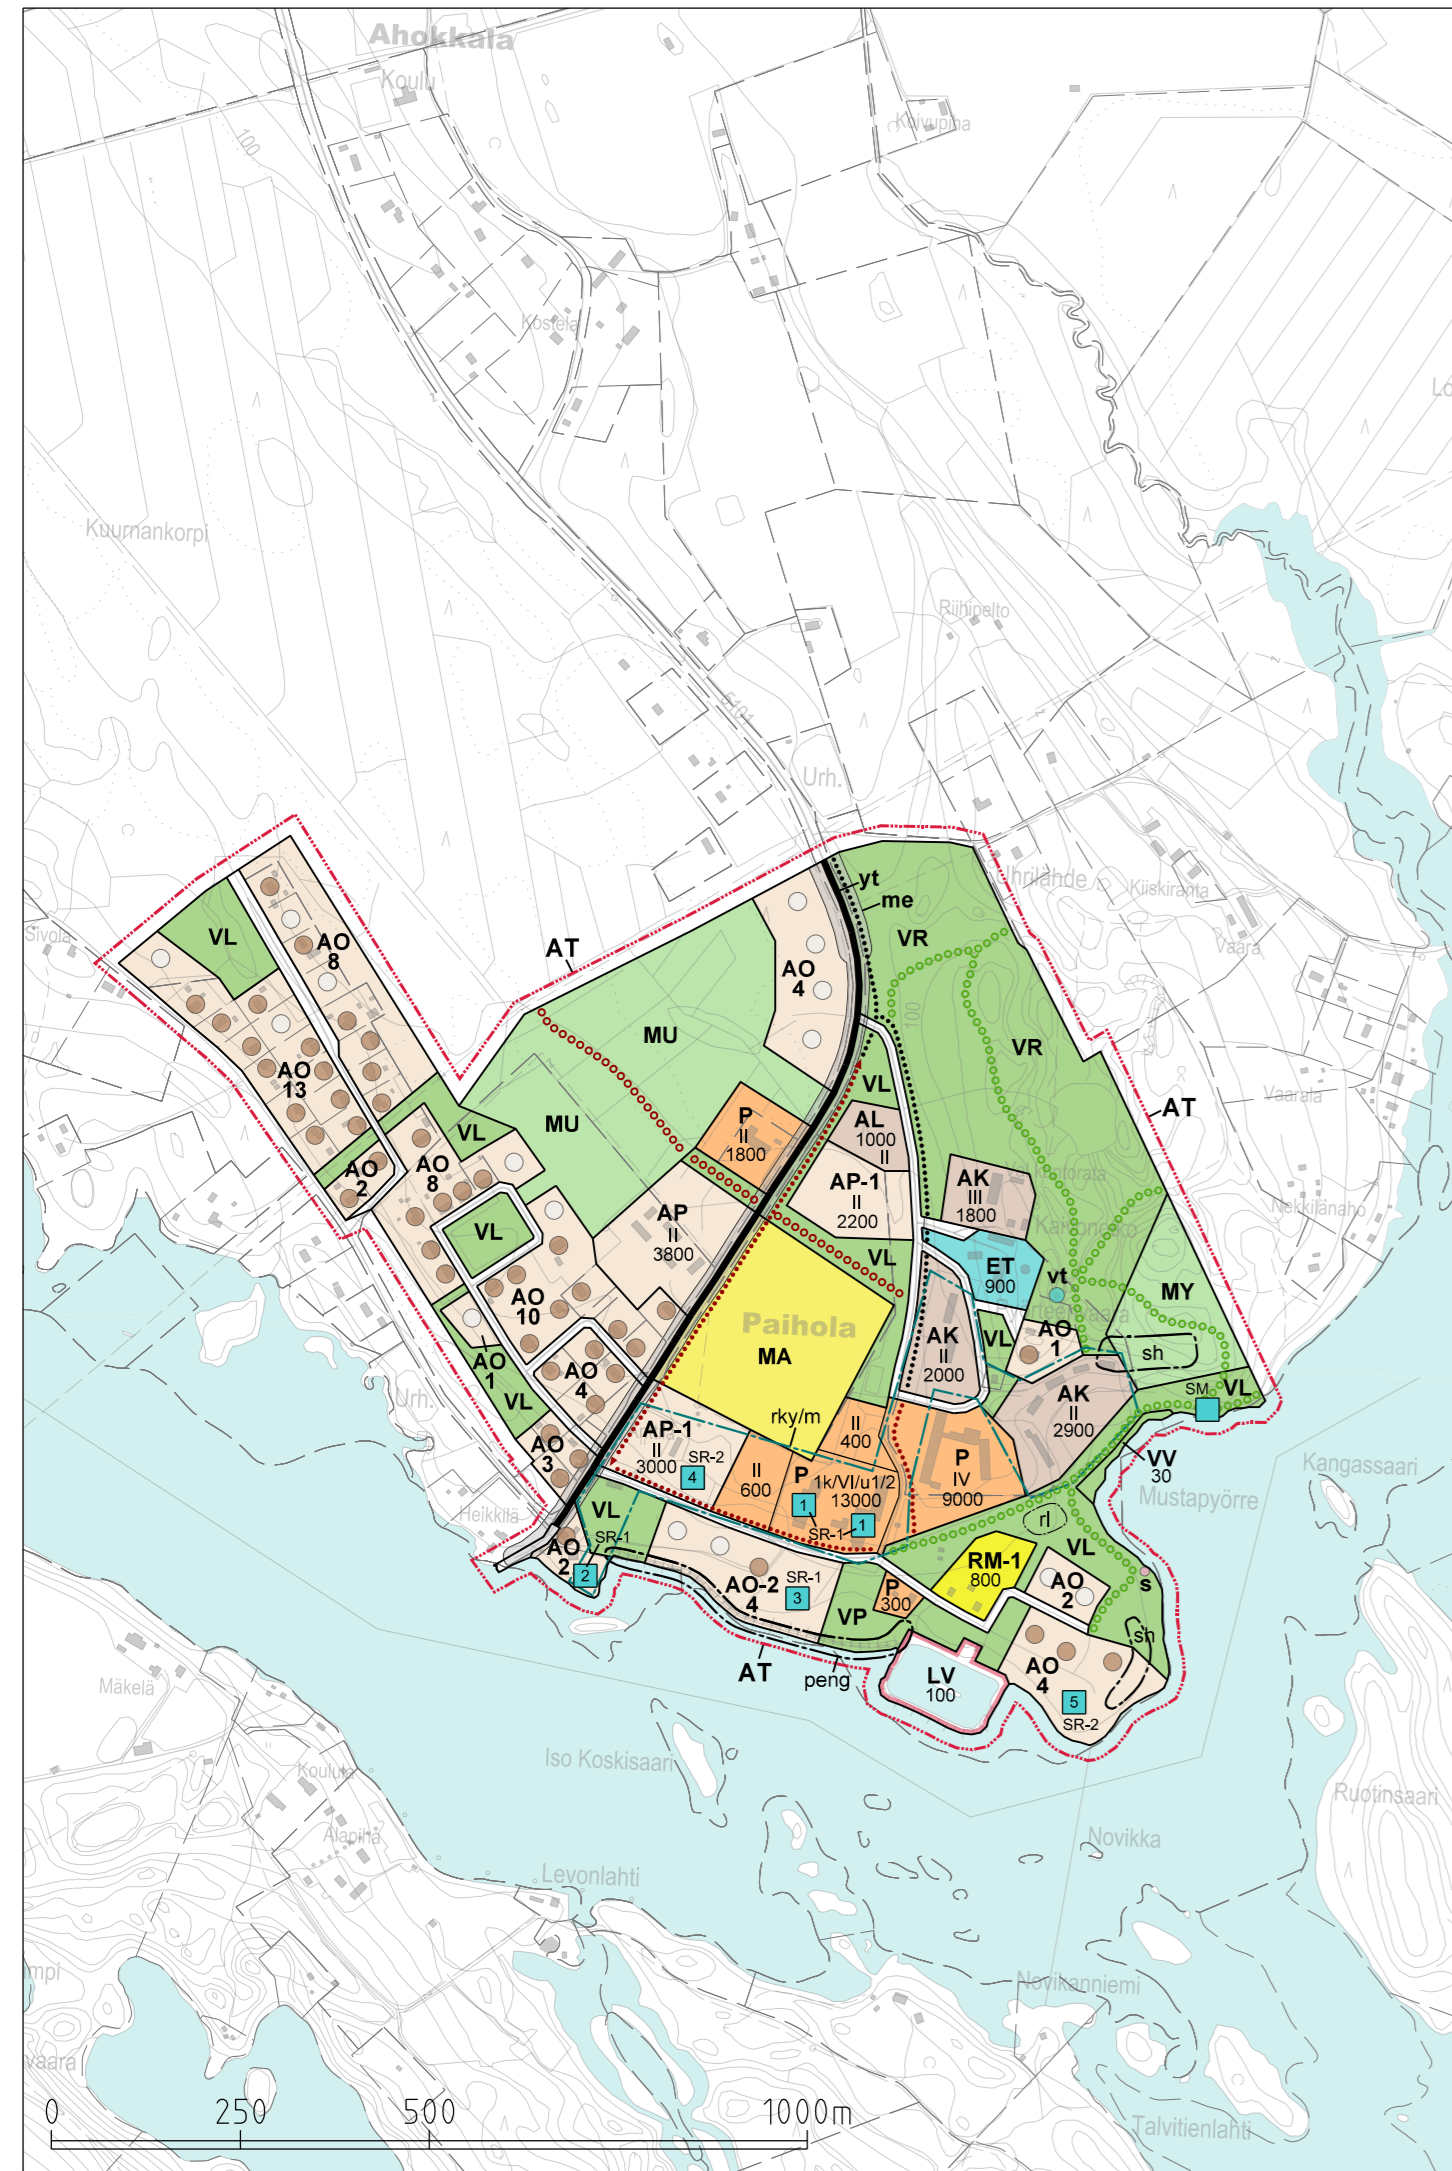 Ahokkala
Koulu
Koivupiha
100
Kostela
Kuurnankorpi
Riihipelto
5101
Urh.
Uhrilähde
Kiiskiranta
Vaara
Sivola
VL
AO
8
AT
yt
me
VR
AO
4
100
MU
VR
AO
13
VL
AT
Vaarala
MU
P
II
1800
AL
1000
II
VL
AO
2
AO
8
AP-1
II
2200
AK
III
1800
Nekkilänaho
VL
AP
II
3800
VL
ET
900
vt
MY
AO
10
Paihola
MA
AK
II
2000
VL
AO
1
sh
AO
1
AO
4
AK
II
2900
SM
VL
VL
Urh.
rky/m
II
400
AP-1
II
3000
SR-2
4
AO
3
II
600
P
1k/VI/u1/2
13000
1
SR-1
1
P
IV
9000
VV
30
Kangassaari
Mustapyörre
Heikkilä
VL
SR-1
AO
2
2
rl
VL
RM-1
800
AO
2
s
AO-2
4
SR-1
3
P
300
VP
sh
AT
peng
LV
100
AO
4
5
SR-2
Mäkelä
Iso Koskisaari
Koulula
Ruotinsaari
Alapiha
Novikka
Levonlahti
Novikanniemi
Talvitienlahti
0
250
500
1000m